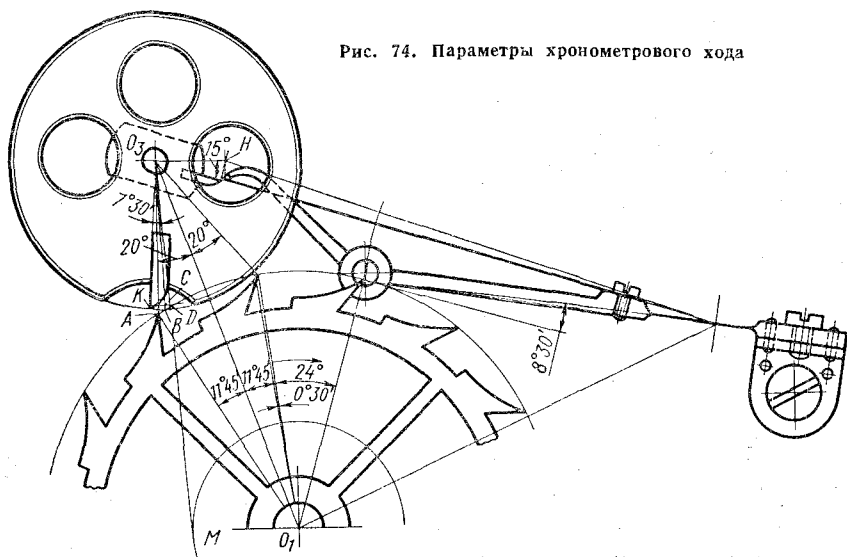 Рис. 74. Параметры хронометрового хода
O₃
15°
H
7°30′
20°
20°
C
K
A
B
D
11°45′
11°45′
24°
0°30′
8°30′
M
O₁